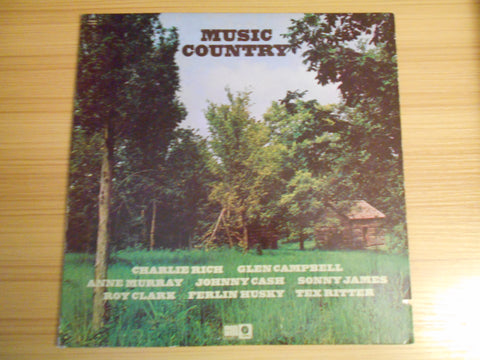 MUSIC
COUNTRY
CHARLIE RICH GLEN CAMPBELL
ANNE MURRAY JOHNNY CASH SONNY JAMES
ROY CLARK FERLIN HUSKY TEX RITTER